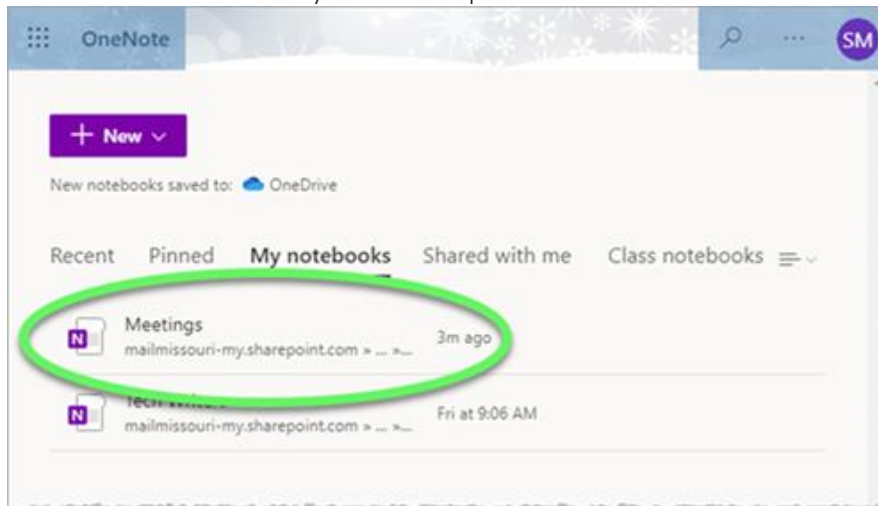 OneNote
SM
New
New notebooks saved to: OneDrive
Recent Pinned My notebooks Shared with me Class notebooks
Meetings
mailmissouri-my.sharepoint.com » ... »... 3m ago
Tech
mailmissouri-my.sharepoint.com » ... »... Fri at 9:06 AM